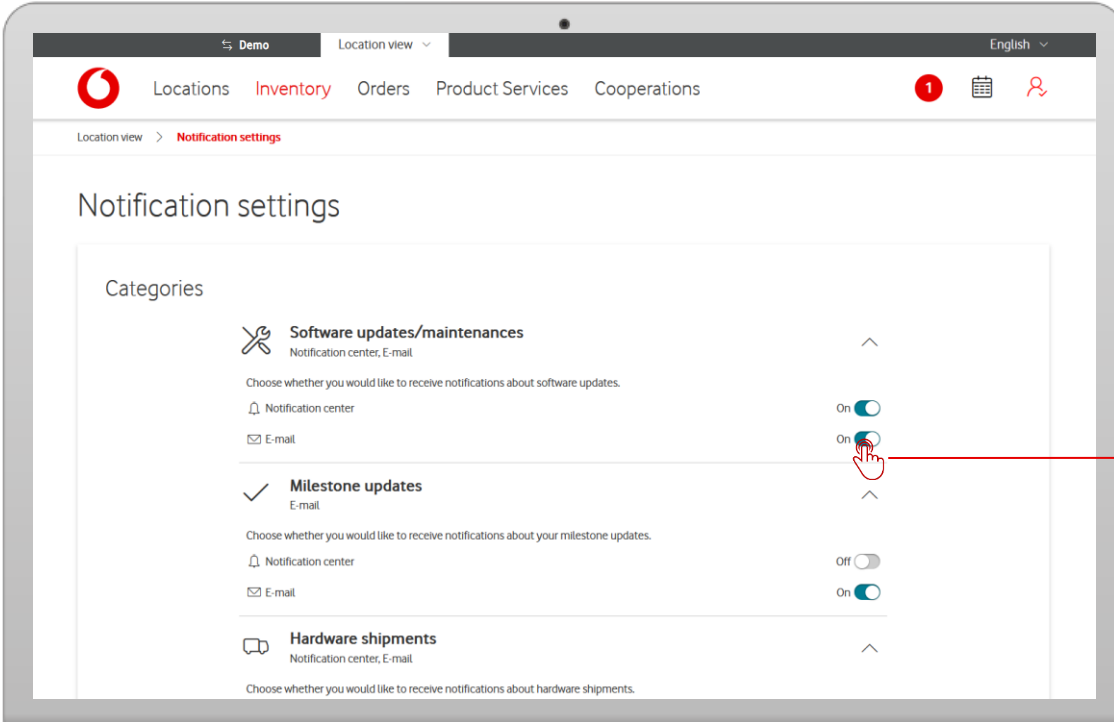 Demo
Location view
English
Locations Inventory Orders Product Services Cooperations
1
Location view > Notification settings
Notification settings
Categories
Software updates/maintenances
Notification center, E-mail
Choose whether you would like to receive notifications about software updates.
Notification center On
E-mail On
Milestone updates
E-mail
Choose whether you would like to receive notifications about your milestone updates.
Notification center Off
E-mail On
Hardware shipments
Notification center, E-mail
Choose whether you would like to receive notifications about hardware shipments.